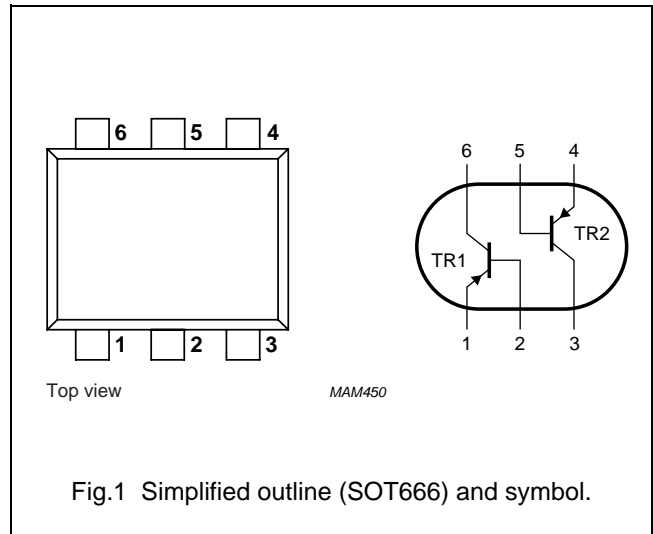 6 5 4
6 5 4
TR1 TR2
1 2 3
1 2 3
Top view
MAM450
Fig.1 Simplified outline (SOT666) and symbol.